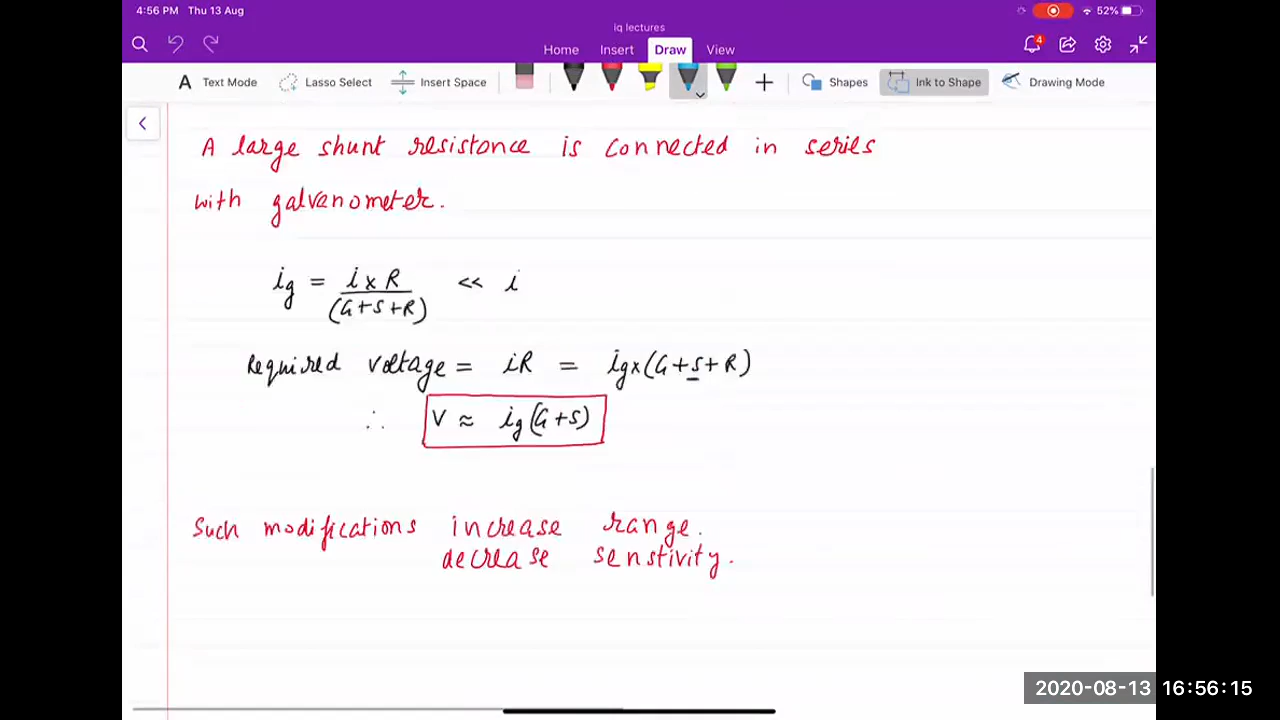 4:56 PM Thu 13 Aug
52%
iq lectures
Home Insert Draw View
4
A Text Mode Lasso Select Insert Space Shapes Ink to Shape Drawing Mode
A large shunt resistance is connected in series
with galvanometer.
ig = i x R / (G+S+R) << i
Required voltage = iR = ig x (G+S+R)
∴ V ≈ ig (G+S)
Such modifications increase range.
decrease senstivity.
2020-08-13 16:56:15